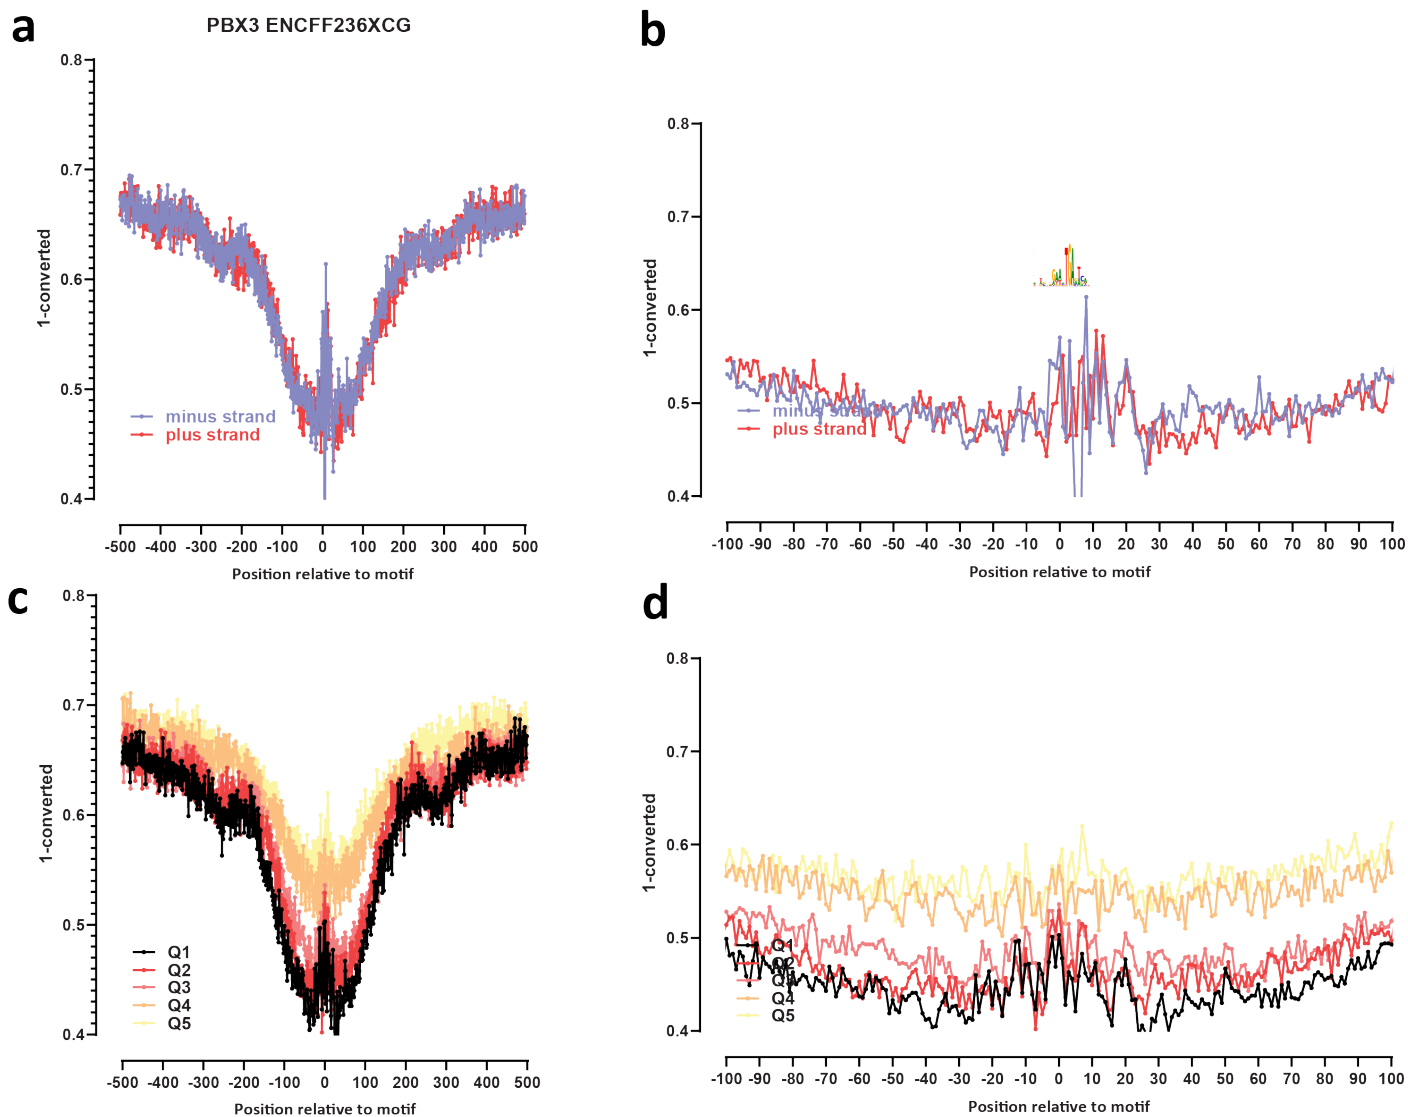 a
PBX3 ENCFF236XCG
0.8
0.7
0.6
0.5
0.4
1-converted
minus strand
plus strand
-500 -400 -300 -200 -100 0 100 200 300 400 500
Position relative to motif
b
0.8
0.7
0.6
0.5
0.4
1-converted
minus strand
plus strand
-100 -90 -80 -70 -60 -50 -40 -30 -20 -10 0 10 20 30 40 50 60 70 80 90 100
Position relative to motif
c
0.8
0.7
0.6
0.5
0.4
1-converted
Q1
Q2
Q3
Q4
Q5
-500 -400 -300 -200 -100 0 100 200 300 400 500
Position relative to motif
d
0.8
0.7
0.6
0.5
0.4
1-converted
Q1
Q2
Q3
Q4
Q5
-100 -90 -80 -70 -60 -50 -40 -30 -20 -10 0 10 20 30 40 50 60 70 80 90 100
Position relative to motif